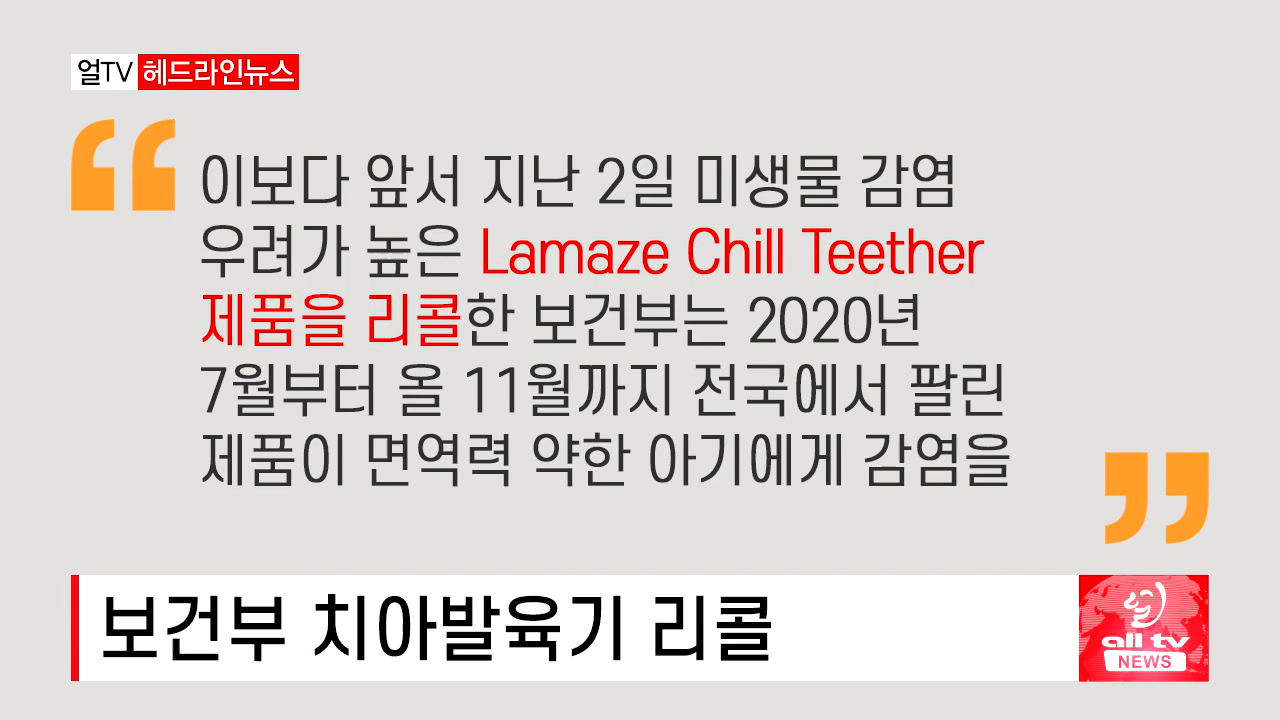 얼TV 헤드라인뉴스
이보다 앞서 지난 2일 미생물 감염
우려가 높은 Lamaze Chill Teether
제품을 리콜한 보건부는 2020년
7월부터 올 11월까지 전국에서 팔린
제품이 면역력 약한 아기에게 감염을
보건부 치아발육기 리콜
all tv
NEWS